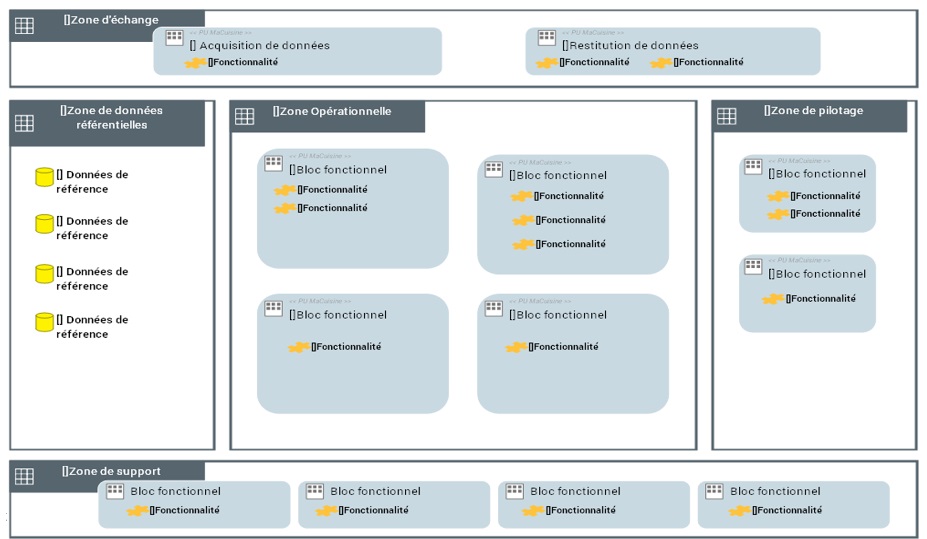 []Zone d'échange
<< PU MaCuisine >>
[] Acquisition de données
[]Fonctionnalité
<< PU MaCuisine >>
[]Restitution de données
[]Fonctionnalité []Fonctionnalité
[]Zone de données
référentielles
[] Données de
référence
[] Données de
référence
[] Données de
référence
[] Données de
référence
[]Zone Opérationnelle
<< PU MaCuisine >>
[]Bloc fonctionnel
[]Fonctionnalité
[]Fonctionnalité
<< PU MaCuisine >>
[]Bloc fonctionnel
[]Fonctionnalité
[]Fonctionnalité
[]Fonctionnalité
<< PU MaCuisine >>
[]Bloc fonctionnel
[]Fonctionnalité
<< PU MaCuisine >>
[]Bloc fonctionnel
[]Fonctionnalité
[]Zone de pilotage
<< PU MaCuisine >>
[]Bloc fonctionnel
[]Fonctionnalité
[]Fonctionnalité
<< PU MaCuisine >>
[]Bloc fonctionnel
[]Fonctionnalité
[]Zone de support
Bloc fonctionnel
[]Fonctionnalité
Bloc fonctionnel
[]Fonctionnalité
Bloc fonctionnel
[]Fonctionnalité
Bloc fonctionnel
[]Fonctionnalité